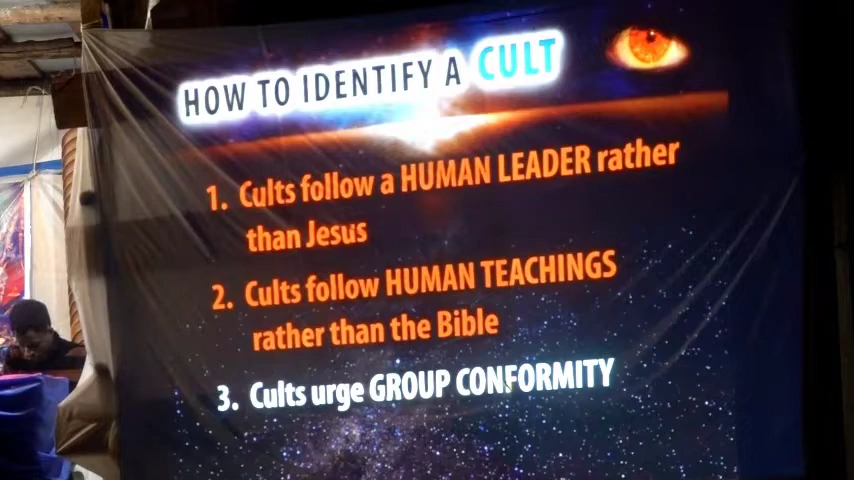 HOW TO IDENTIFY A CULT
1. Cults follow a HUMAN LEADER rather
than Jesus
2. Cults follow HUMAN TEACHINGS
rather than the Bible
3. Cults urge GROUP CONFORMITY